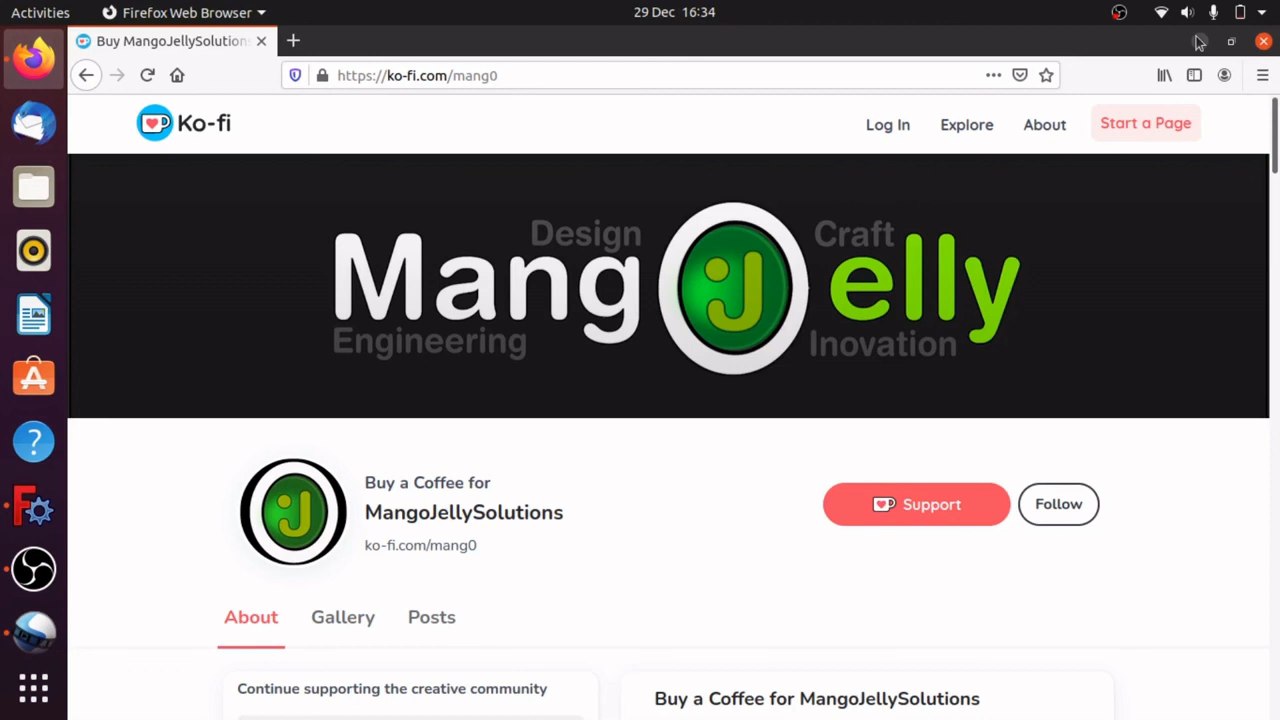 Activities
Firefox Web Browser
29 Dec 16:34
Buy MangoJellySolutions
https://ko-fi.com/mang0
Ko-fi
Log In
Explore
About
Start a Page
Design
Craft
Mang J elly
Engineering
Inovation
Buy a Coffee for
MangoJellySolutions
ko-fi.com/mang0
Support
Follow
About
Gallery
Posts
Continue supporting the creative community
Buy a Coffee for MangoJellySolutions